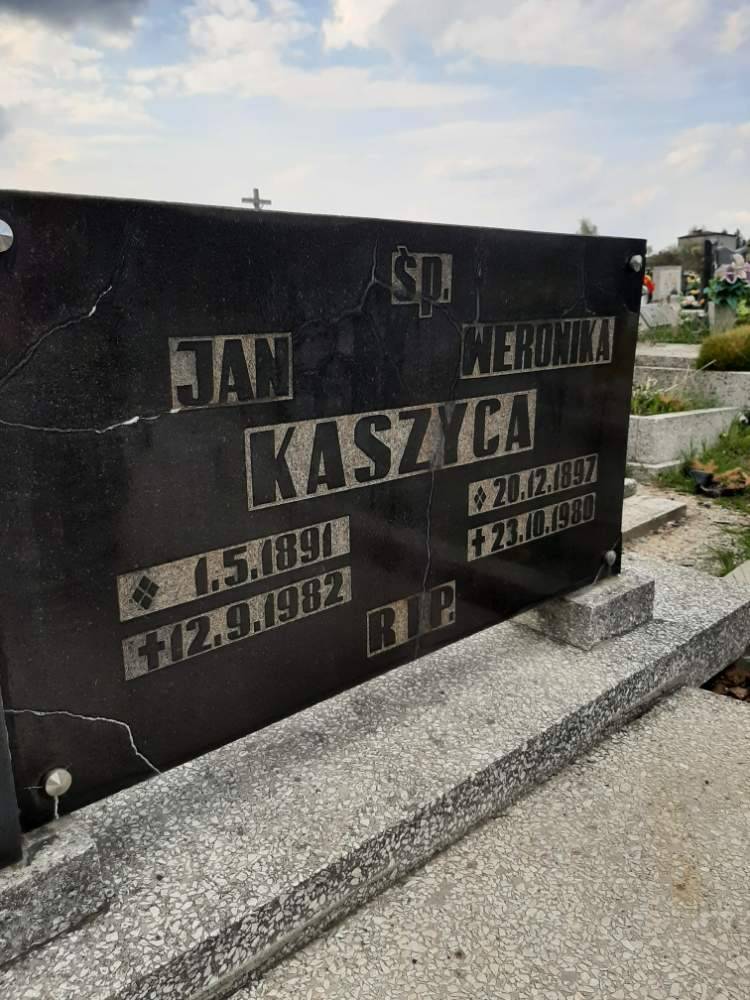 Śp.
JAN WERONIKA
KASZYCA
1.5.1891 20.12.1897
✝12.9.1982 ✝23.10.1980
R I P.